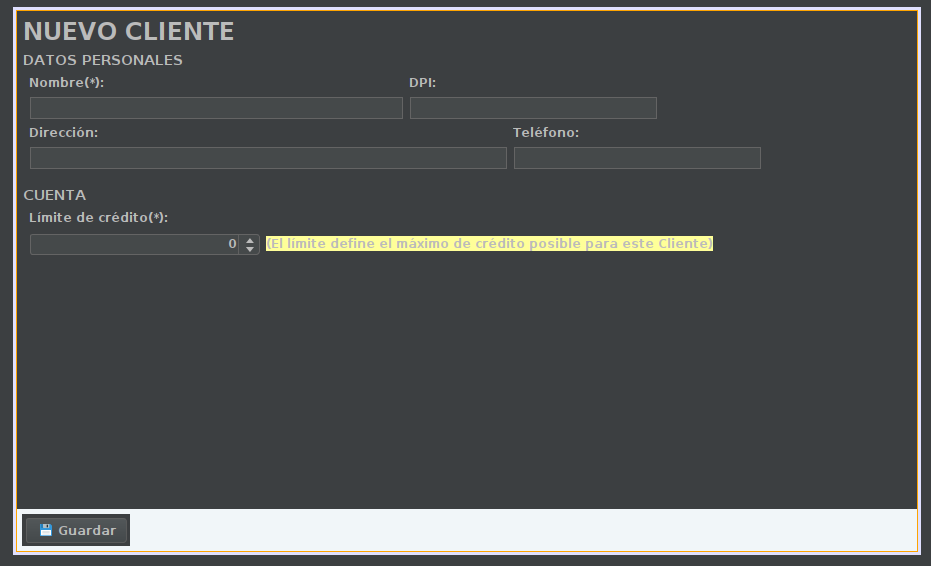 NUEVO CLIENTE
DATOS PERSONALES
Nombre(*): DPI:
Dirección: Teléfono:
CUENTA
Límite de crédito(*):
0 (El límite define el máximo de crédito posible para este Cliente)
Guardar